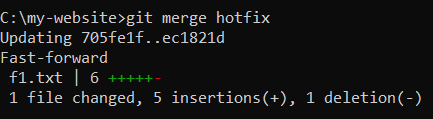 C:\my-website>git merge hotfix
Updating 705fe1f..ec1821d
Fast-forward
 f1.txt | 6 +++++-
 1 file changed, 5 insertions(+), 1 deletion(-)